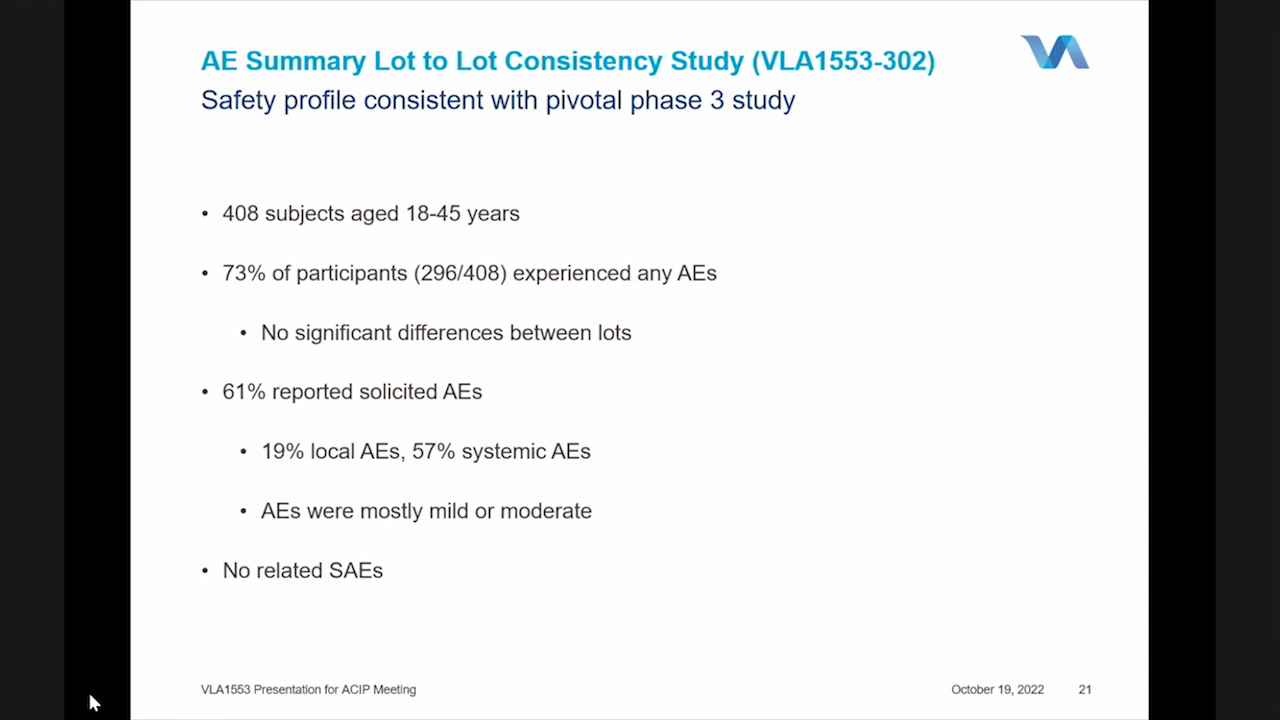 AE Summary Lot to Lot Consistency Study (VLA1553-302)
Safety profile consistent with pivotal phase 3 study
• 408 subjects aged 18-45 years
• 73% of participants (296/408) experienced any AEs
• No significant differences between lots
• 61% reported solicited AEs
• 19% local AEs, 57% systemic AEs
• AEs were mostly mild or moderate
• No related SAEs
VLA1553 Presentation for ACIP Meeting
October 19, 2022 21